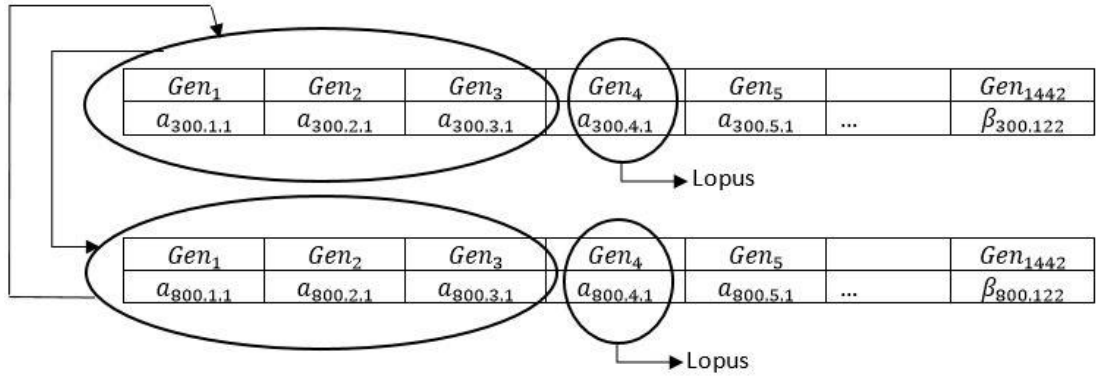 Gen₁ Gen₂ Gen₃ Gen₄ Gen₅ Gen₁₄₄₂
a₃₀₀.₁.₁ a₃₀₀.₂.₁ a₃₀₀.₃.₁ a₃₀₀.₄.₁ a₃₀₀.₅.₁ ... β₃₀₀.₁₂₂
Lopus
Gen₁ Gen₂ Gen₃ Gen₄ Gen₅ Gen₁₄₄₂
a₈₀₀.₁.₁ a₈₀₀.₂.₁ a₈₀₀.₃.₁ a₈₀₀.₄.₁ a₈₀₀.₅.₁ ... β₈₀₀.₁₂₂
Lopus